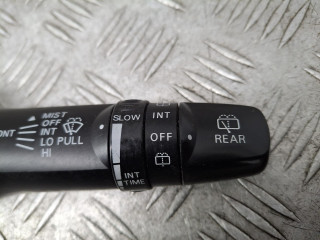 MIST
OFF
INT
LO PULL
HI
SLOW
INT
TIME
INT
OFF
REAR